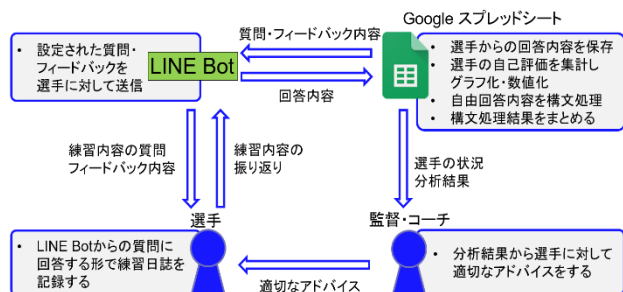 Google スプレッドシート
質問・フィードバック内容
• 設定された質問・
フィードバックを
選手に対して送信
LINE Bot
回答内容
• 選手からの回答内容を保存
• 選手の自己評価を集計し
グラフ化・数値化
• 自由回答内容を構文処理
• 構文処理結果をまとめる
練習内容の質問
フィードバック内容
練習内容の
振り返り
選手の状況
分析結果
選手
監督・コーチ
• LINE Botからの質問に
回答する形で練習日誌を
記録する
適切なアドバイス
• 分析結果から選手に対して
適切なアドバイスをする